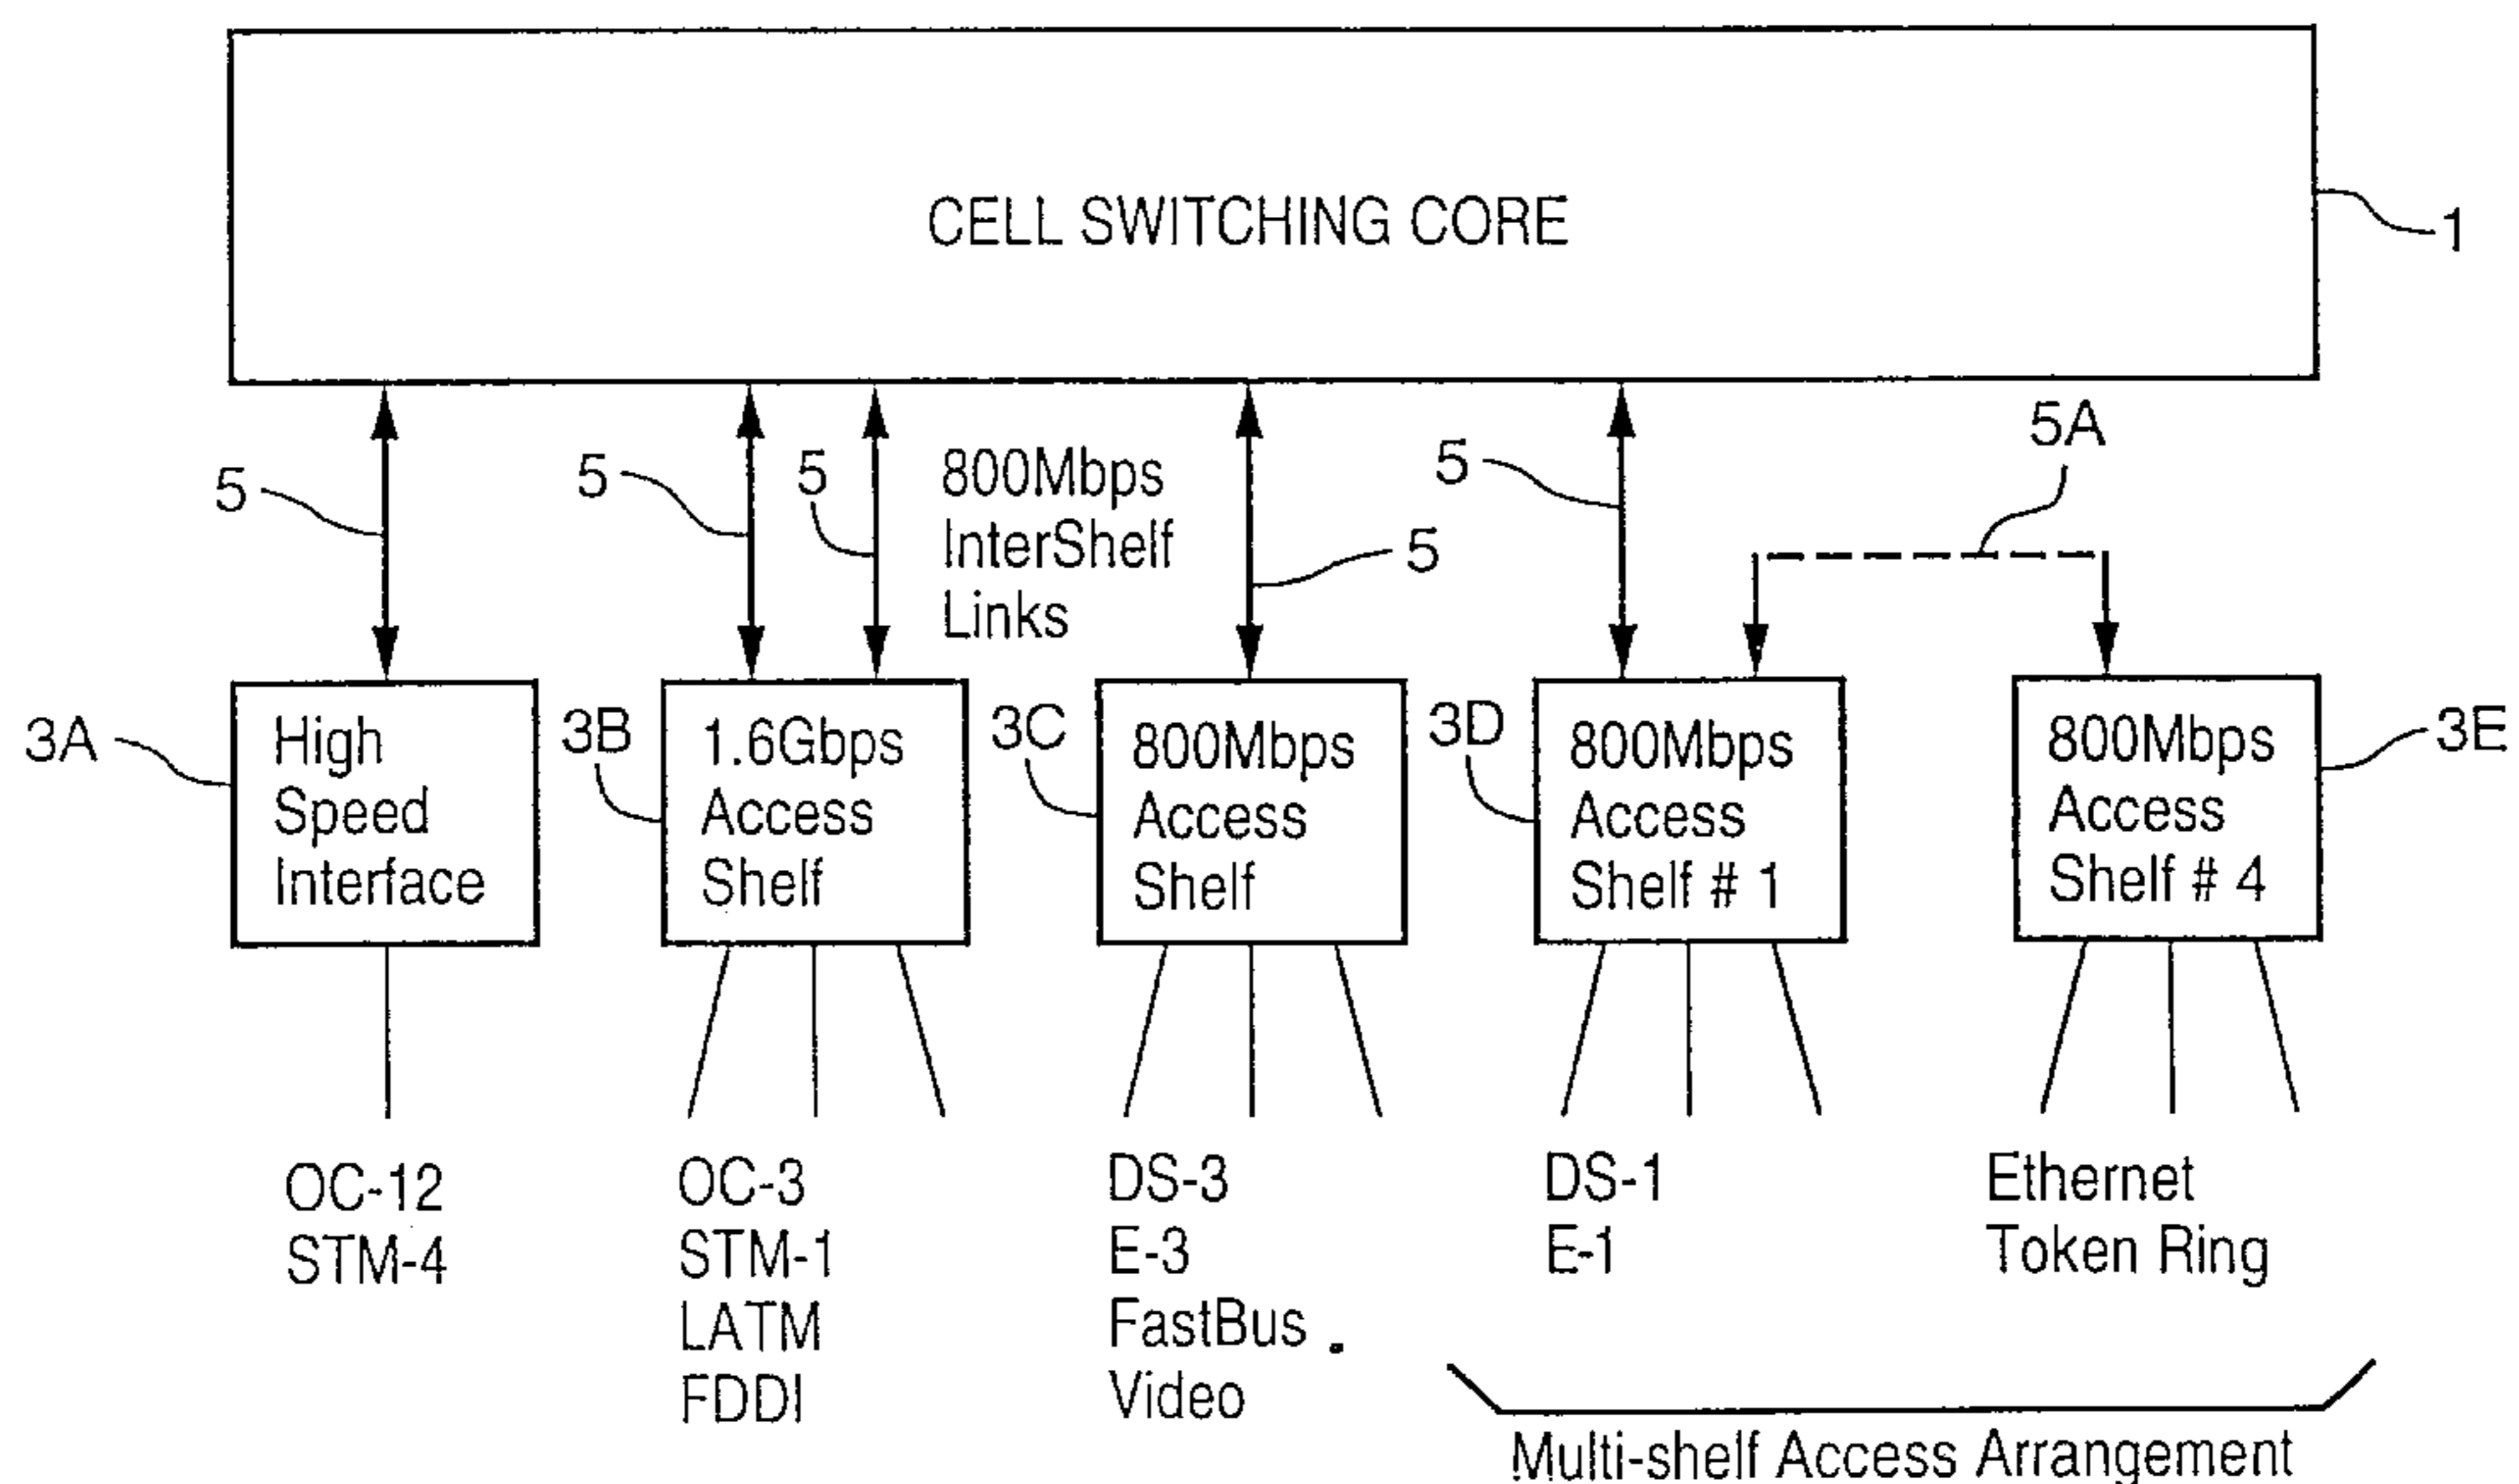 CELL SWITCHING CORE
1
5
5
5
800Mbps
InterShelf
Links
5
5
5A
3A
High
Speed
Interface
3B
1.6Gbps
Access
Shelf
3C
800Mbps
Access
Shelf
3D
800Mbps
Access
Shelf # 1
3E
800Mbps
Access
Shelf # 4
OC-12
STM-4
OC-3
STM-1
LATM
FDDI
DS-3
E-3
FastBus .
Video
DS-1
E-1
Ethernet
Token Ring
Multi-shelf Access Arrangement